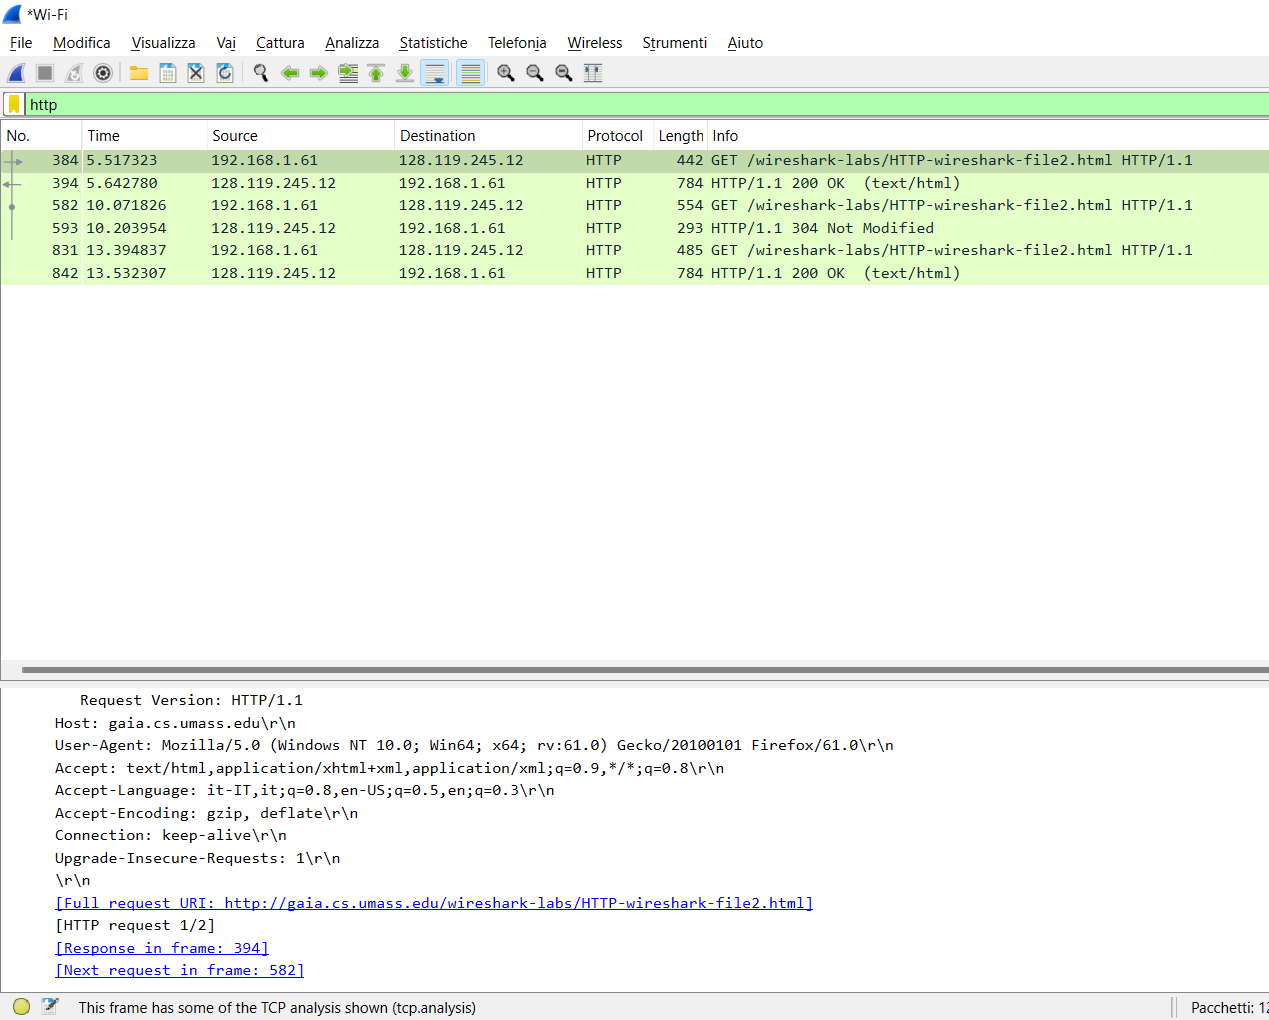 *Wi-Fi
File Modifica Visualizza Vai Cattura Analizza Statistiche Telefonia Wireless Strumenti Aiuto
http
No. Time Source Destination Protocol Length Info
384 5.517323 192.168.1.61 128.119.245.12 HTTP 442 GET /wireshark-labs/HTTP-wireshark-file2.html HTTP/1.1
394 5.642780 128.119.245.12 192.168.1.61 HTTP 784 HTTP/1.1 200 OK (text/html)
582 10.071826 192.168.1.61 128.119.245.12 HTTP 554 GET /wireshark-labs/HTTP-wireshark-file2.html HTTP/1.1
593 10.203954 128.119.245.12 192.168.1.61 HTTP 293 HTTP/1.1 304 Not Modified
831 13.394837 192.168.1.61 128.119.245.12 HTTP 485 GET /wireshark-labs/HTTP-wireshark-file2.html HTTP/1.1
842 13.532307 128.119.245.12 192.168.1.61 HTTP 784 HTTP/1.1 200 OK (text/html)
Request Version: HTTP/1.1
Host: gaia.cs.umass.edu\r\n
User-Agent: Mozilla/5.0 (Windows NT 10.0; Win64; x64; rv:61.0) Gecko/20100101 Firefox/61.0\r\n
Accept: text/html,application/xhtml+xml,application/xml;q=0.9,*/*;q=0.8\r\n
Accept-Language: it-IT,it;q=0.8,en-US;q=0.5,en;q=0.3\r\n
Accept-Encoding: gzip, deflate\r\n
Connection: keep-alive\r\n
Upgrade-Insecure-Requests: 1\r\n
\r\n
[Full request URI: http://gaia.cs.umass.edu/wireshark-labs/HTTP-wireshark-file2.html]
[HTTP request 1/2]
[Response in frame: 394]
[Next request in frame: 582]
This frame has some of the TCP analysis shown (tcp.analysis)
Pacchetti: 12